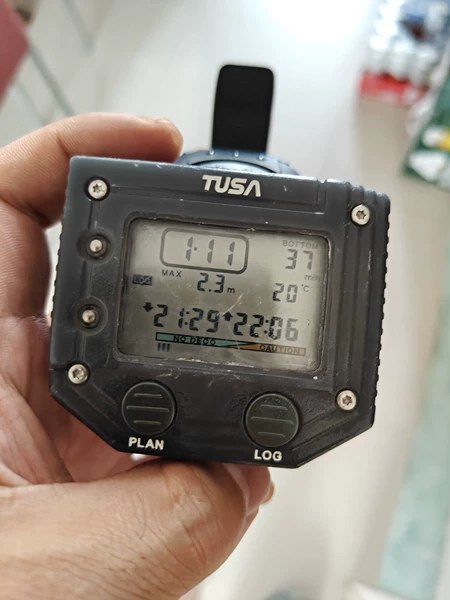 TUSA
1-11
BOTTOM
37 min
MAX
2.3 m
LOG
20 °C
21:29 22:06
NO DECO CAUTION
PLAN
LOG